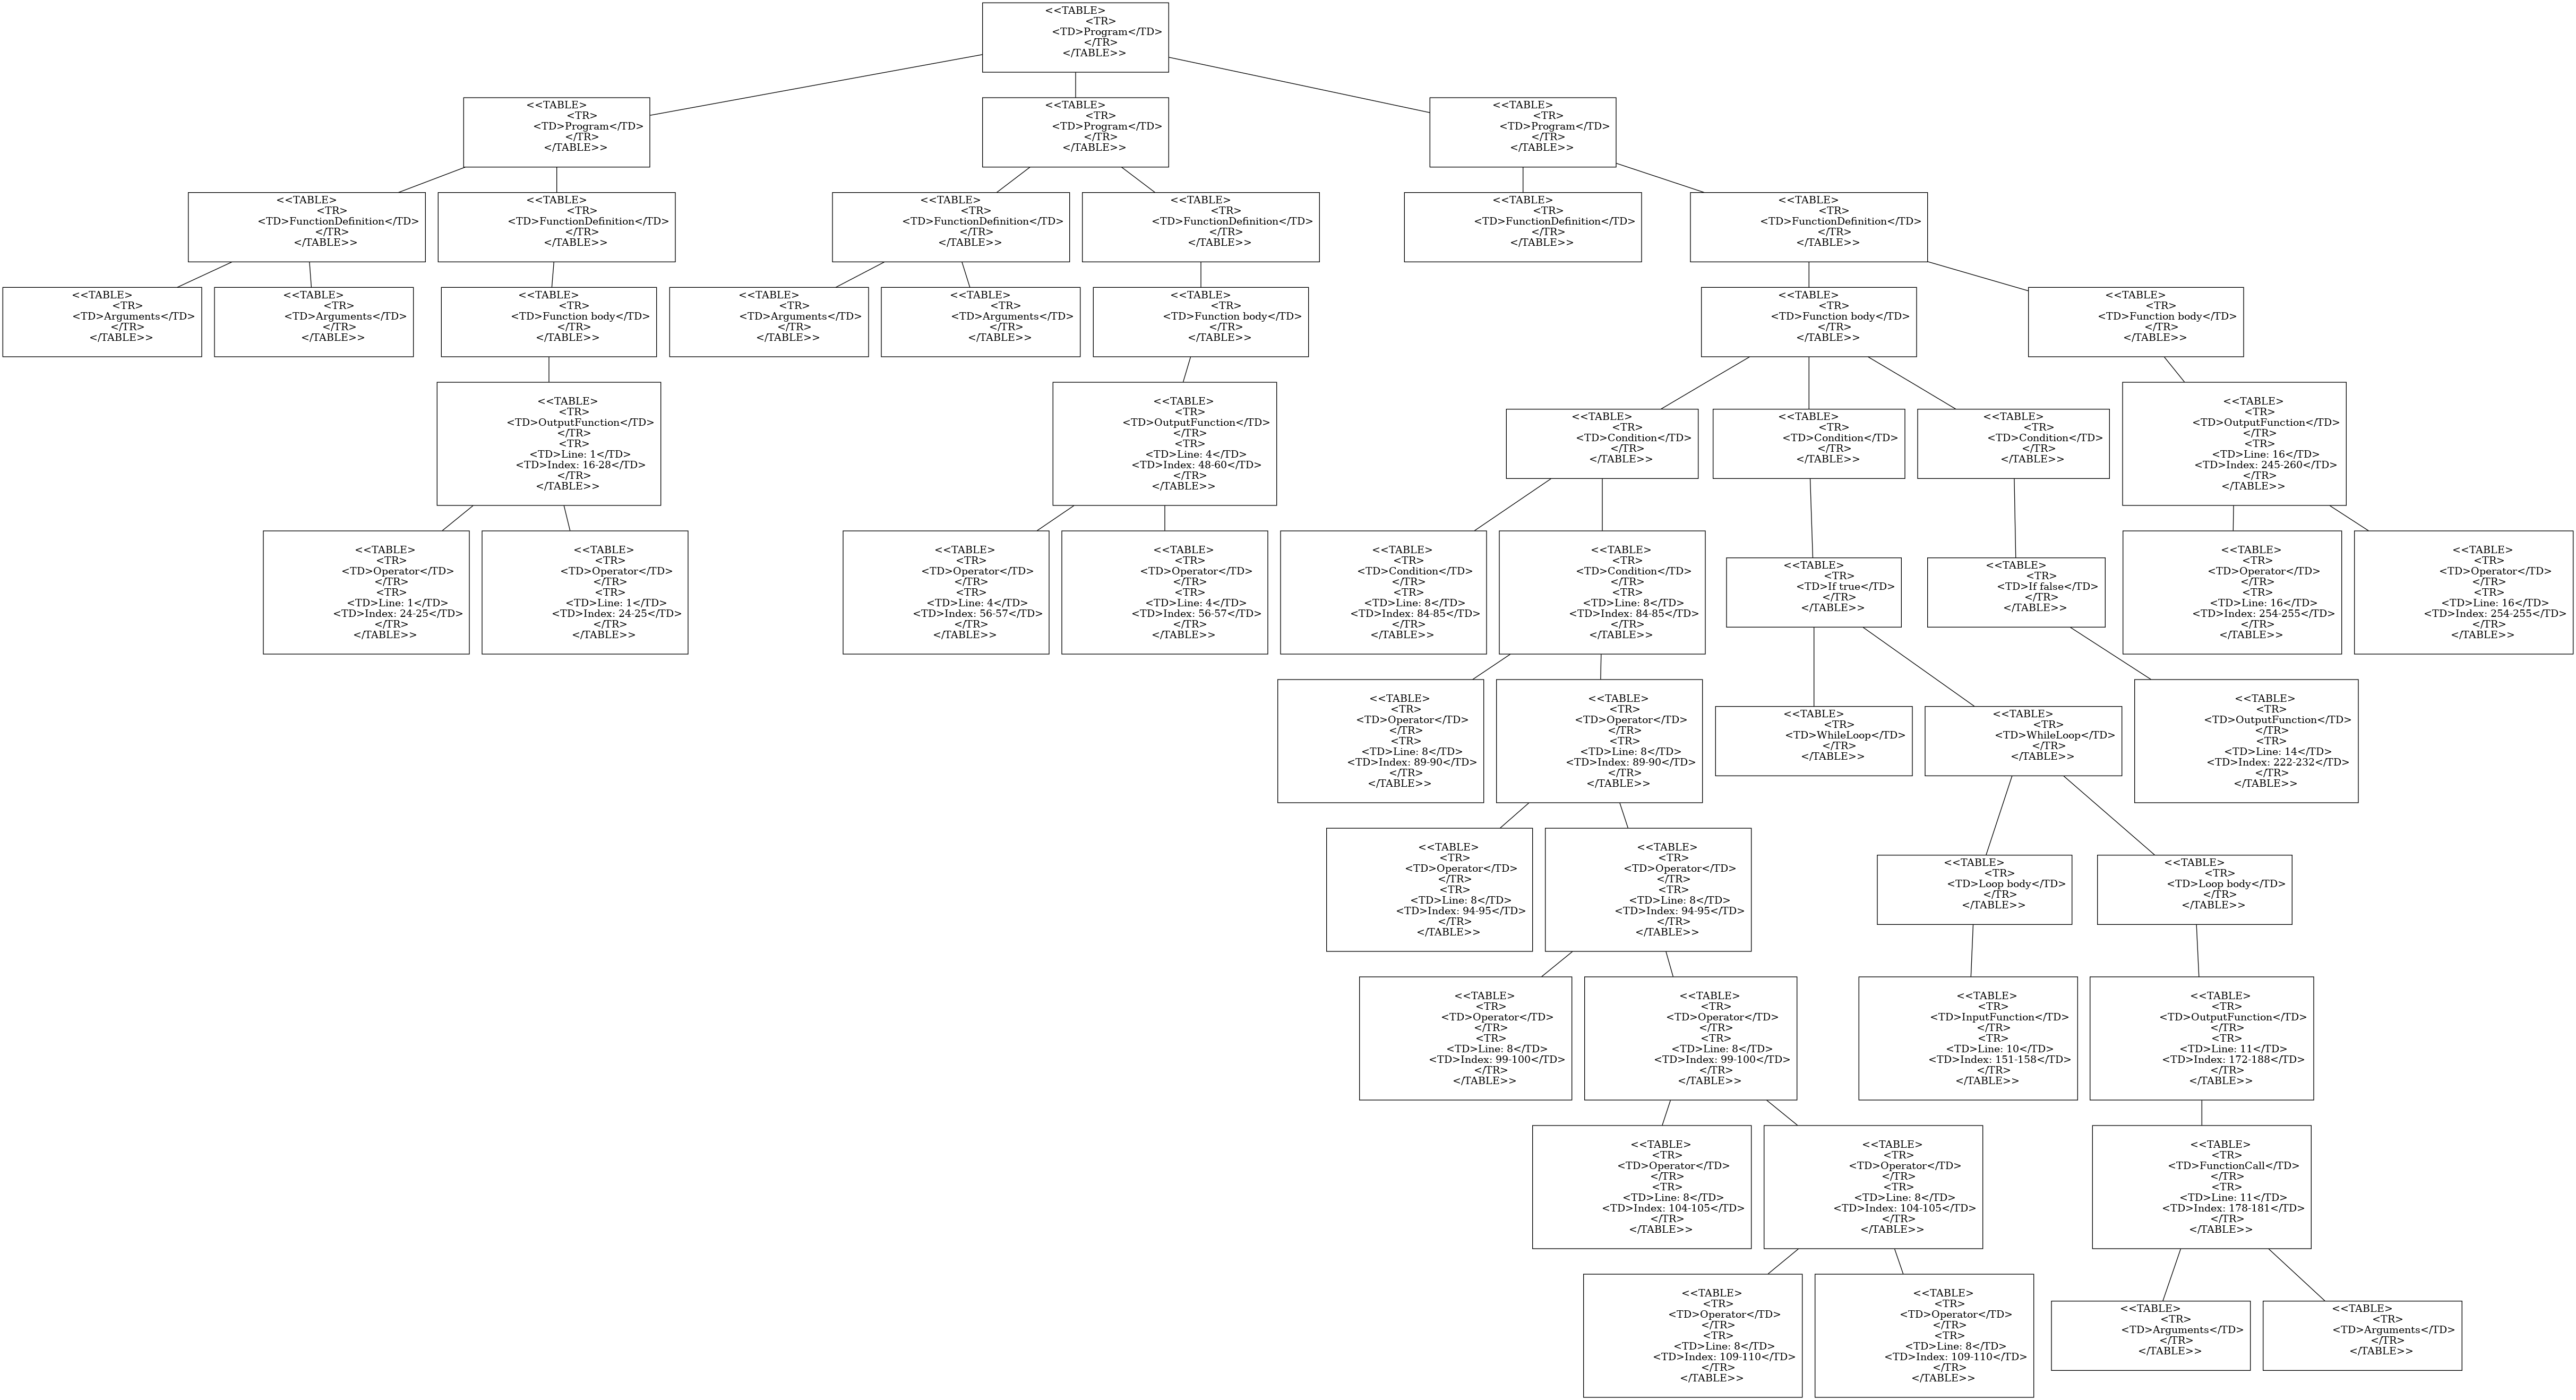 <<TABLE>
<TR>
<TD>Program</TD>
</TR>
</TABLE>>
<<TABLE>
<TR>
<TD>Program</TD>
</TR>
</TABLE>>
<<TABLE>
<TR>
<TD>Program</TD>
</TR>
</TABLE>>
<<TABLE>
<TR>
<TD>Program</TD>
</TR>
</TABLE>>
<<TABLE>
<TR>
<TD>FunctionDefinition</TD>
</TR>
</TABLE>>
<<TABLE>
<TR>
<TD>FunctionDefinition</TD>
</TR>
</TABLE>>
<<TABLE>
<TR>
<TD>FunctionDefinition</TD>
</TR>
</TABLE>>
<<TABLE>
<TR>
<TD>FunctionDefinition</TD>
</TR>
</TABLE>>
<<TABLE>
<TR>
<TD>FunctionDefinition</TD>
</TR>
</TABLE>>
<<TABLE>
<TR>
<TD>FunctionDefinition</TD>
</TR>
</TABLE>>
<<TABLE>
<TR>
<TD>Arguments</TD>
</TR>
</TABLE>>
<<TABLE>
<TR>
<TD>Arguments</TD>
</TR>
</TABLE>>
<<TABLE>
<TR>
<TD>Function body</TD>
</TR>
</TABLE>>
<<TABLE>
<TR>
<TD>Arguments</TD>
</TR>
</TABLE>>
<<TABLE>
<TR>
<TD>Arguments</TD>
</TR>
</TABLE>>
<<TABLE>
<TR>
<TD>Function body</TD>
</TR>
</TABLE>>
<<TABLE>
<TR>
<TD>Function body</TD>
</TR>
</TABLE>>
<<TABLE>
<TR>
<TD>Function body</TD>
</TR>
</TABLE>>
<<TABLE>
<TR>
<TD>OutputFunction</TD>
</TR>
<TR>
<TD>Line: 1</TD>
<TD>Index: 16-28</TD>
</TR>
</TABLE>>
<<TABLE>
<TR>
<TD>OutputFunction</TD>
</TR>
<TR>
<TD>Line: 4</TD>
<TD>Index: 48-60</TD>
</TR>
</TABLE>>
<<TABLE>
<TR>
<TD>Condition</TD>
</TR>
</TABLE>>
<<TABLE>
<TR>
<TD>Condition</TD>
</TR>
</TABLE>>
<<TABLE>
<TR>
<TD>Condition</TD>
</TR>
</TABLE>>
<<TABLE>
<TR>
<TD>OutputFunction</TD>
</TR>
<TR>
<TD>Line: 16</TD>
<TD>Index: 245-260</TD>
</TR>
</TABLE>>
<<TABLE>
<TR>
<TD>Operator</TD>
</TR>
<TR>
<TD>Line: 1</TD>
<TD>Index: 24-25</TD>
</TR>
</TABLE>>
<<TABLE>
<TR>
<TD>Operator</TD>
</TR>
<TR>
<TD>Line: 1</TD>
<TD>Index: 24-25</TD>
</TR>
</TABLE>>
<<TABLE>
<TR>
<TD>Operator</TD>
</TR>
<TR>
<TD>Line: 4</TD>
<TD>Index: 56-57</TD>
</TR>
</TABLE>>
<<TABLE>
<TR>
<TD>Operator</TD>
</TR>
<TR>
<TD>Line: 4</TD>
<TD>Index: 56-57</TD>
</TR>
</TABLE>>
<<TABLE>
<TR>
<TD>Condition</TD>
</TR>
<TR>
<TD>Line: 8</TD>
<TD>Index: 84-85</TD>
</TR>
</TABLE>>
<<TABLE>
<TR>
<TD>Condition</TD>
</TR>
<TR>
<TD>Line: 8</TD>
<TD>Index: 84-85</TD>
</TR>
</TABLE>>
<<TABLE>
<TR>
<TD>If true</TD>
</TR>
</TABLE>>
<<TABLE>
<TR>
<TD>If false</TD>
</TR>
</TABLE>>
<<TABLE>
<TR>
<TD>Operator</TD>
</TR>
<TR>
<TD>Line: 16</TD>
<TD>Index: 254-255</TD>
</TR>
</TABLE>>
<<TABLE>
<TR>
<TD>Operator</TD>
</TR>
<TR>
<TD>Line: 16</TD>
<TD>Index: 254-255</TD>
</TR>
</TABLE>>
<<TABLE>
<TR>
<TD>Operator</TD>
</TR>
<TR>
<TD>Line: 8</TD>
<TD>Index: 89-90</TD>
</TR>
</TABLE>>
<<TABLE>
<TR>
<TD>Operator</TD>
</TR>
<TR>
<TD>Line: 8</TD>
<TD>Index: 89-90</TD>
</TR>
</TABLE>>
<<TABLE>
<TR>
<TD>WhileLoop</TD>
</TR>
</TABLE>>
<<TABLE>
<TR>
<TD>WhileLoop</TD>
</TR>
</TABLE>>
<<TABLE>
<TR>
<TD>OutputFunction</TD>
</TR>
<TR>
<TD>Line: 14</TD>
<TD>Index: 222-232</TD>
</TR>
</TABLE>>
<<TABLE>
<TR>
<TD>Operator</TD>
</TR>
<TR>
<TD>Line: 8</TD>
<TD>Index: 94-95</TD>
</TR>
</TABLE>>
<<TABLE>
<TR>
<TD>Operator</TD>
</TR>
<TR>
<TD>Line: 8</TD>
<TD>Index: 94-95</TD>
</TR>
</TABLE>>
<<TABLE>
<TR>
<TD>Loop body</TD>
</TR>
</TABLE>>
<<TABLE>
<TR>
<TD>Loop body</TD>
</TR>
</TABLE>>
<<TABLE>
<TR>
<TD>Operator</TD>
</TR>
<TR>
<TD>Line: 8</TD>
<TD>Index: 99-100</TD>
</TR>
</TABLE>>
<<TABLE>
<TR>
<TD>Operator</TD>
</TR>
<TR>
<TD>Line: 8</TD>
<TD>Index: 99-100</TD>
</TR>
</TABLE>>
<<TABLE>
<TR>
<TD>InputFunction</TD>
</TR>
<TR>
<TD>Line: 10</TD>
<TD>Index: 151-158</TD>
</TR>
</TABLE>>
<<TABLE>
<TR>
<TD>OutputFunction</TD>
</TR>
<TR>
<TD>Line: 11</TD>
<TD>Index: 172-188</TD>
</TR>
</TABLE>>
<<TABLE>
<TR>
<TD>Operator</TD>
</TR>
<TR>
<TD>Line: 8</TD>
<TD>Index: 104-105</TD>
</TR>
</TABLE>>
<<TABLE>
<TR>
<TD>Operator</TD>
</TR>
<TR>
<TD>Line: 8</TD>
<TD>Index: 104-105</TD>
</TR>
</TABLE>>
<<TABLE>
<TR>
<TD>FunctionCall</TD>
</TR>
<TR>
<TD>Line: 11</TD>
<TD>Index: 178-181</TD>
</TR>
</TABLE>>
<<TABLE>
<TR>
<TD>Operator</TD>
</TR>
<TR>
<TD>Line: 8</TD>
<TD>Index: 109-110</TD>
</TR>
</TABLE>>
<<TABLE>
<TR>
<TD>Operator</TD>
</TR>
<TR>
<TD>Line: 8</TD>
<TD>Index: 109-110</TD>
</TR>
</TABLE>>
<<TABLE>
<TR>
<TD>Arguments</TD>
</TR>
</TABLE>>
<<TABLE>
<TR>
<TD>Arguments</TD>
</TR>
</TABLE>>